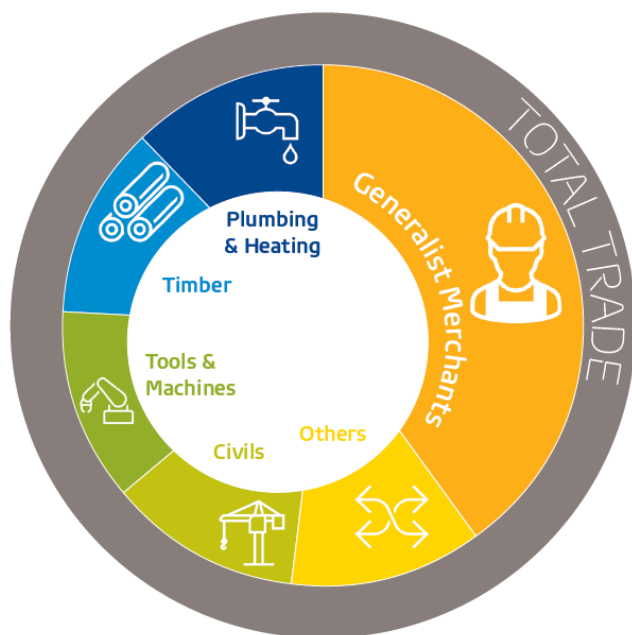 TOTAL TRADE
Generalist Merchants
Plumbing
& Heating
Timber
Tools &
Machines
Civils
Others